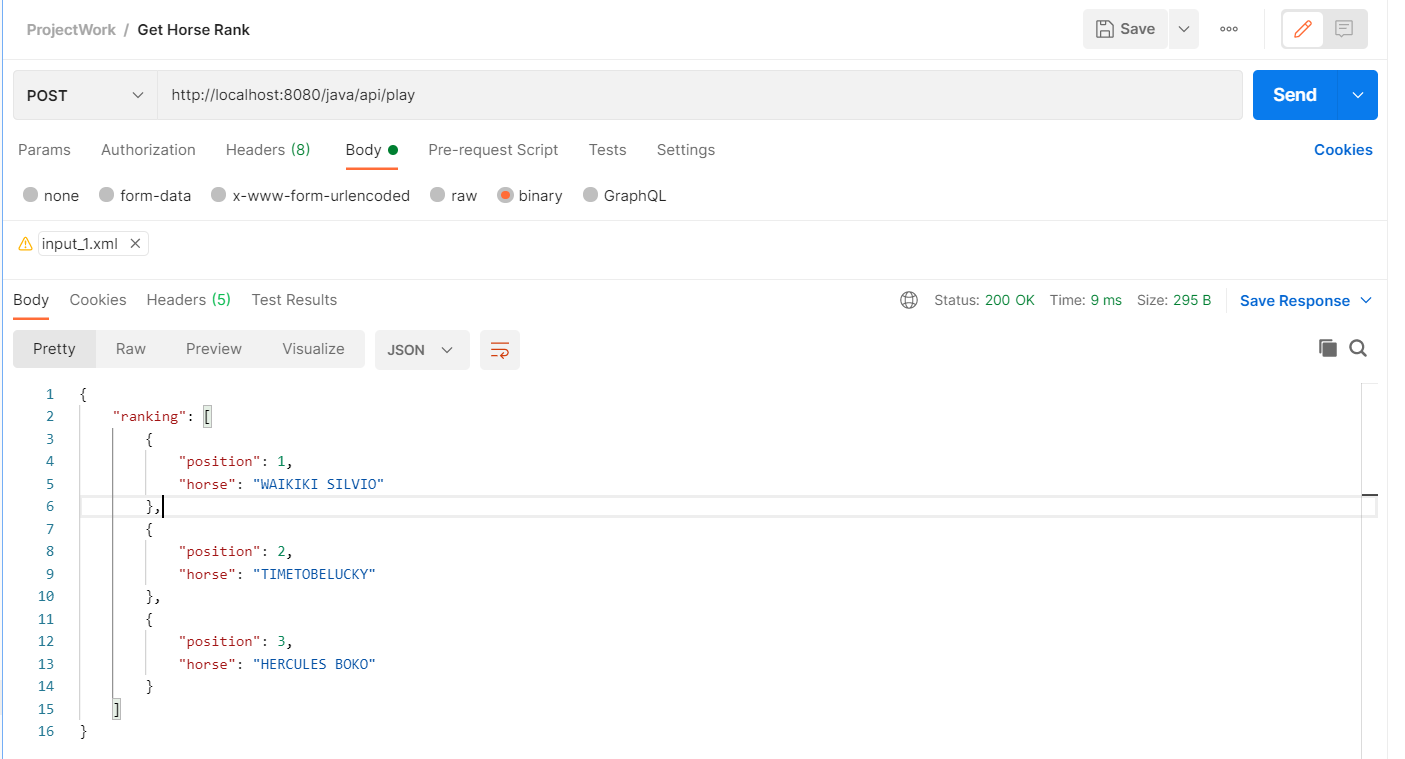 ProjectWork / Get Horse Rank Save
POST http://localhost:8080/java/api/play Send
Params Authorization Headers (8) Body Pre-request Script Tests Settings Cookies
none form-data x-www-form-urlencoded raw binary GraphQL
input_1.xml
Body Cookies Headers (5) Test Results Status: 200 OK Time: 9 ms Size: 295 B Save Response
Pretty Raw Preview Visualize JSON
1 {
2 "ranking": [
3 {
4 "position": 1,
5 "horse": "WAIKIKI SILVIO"
6 },
7 {
8 "position": 2,
9 "horse": "TIMETOBELUCKY"
10 },
11 {
12 "position": 3,
13 "horse": "HERCULES BOKO"
14 }
15 ]
16 }